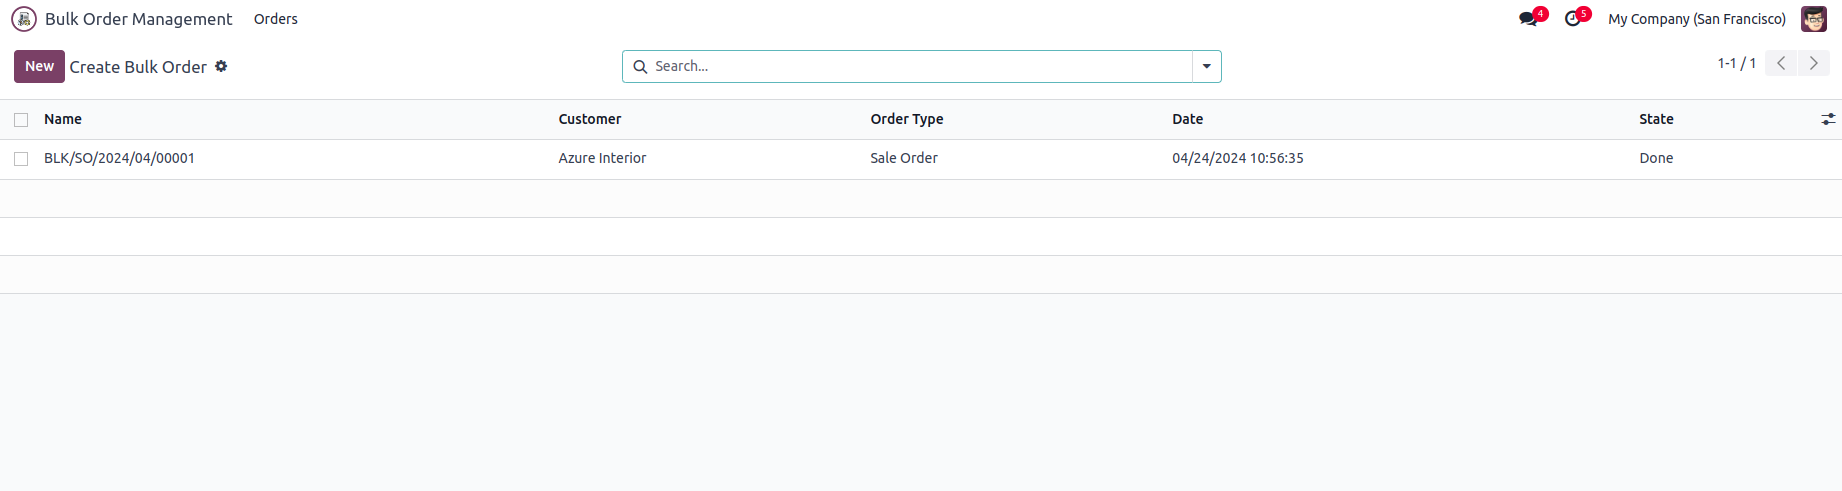 Bulk Order Management Orders 4 5 My Company (San Francisco)
New Create Bulk Order Search... 1-1 / 1
Name Customer Order Type Date State
BLK/SO/2024/04/00001 Azure Interior Sale Order 04/24/2024 10:56:35 Done